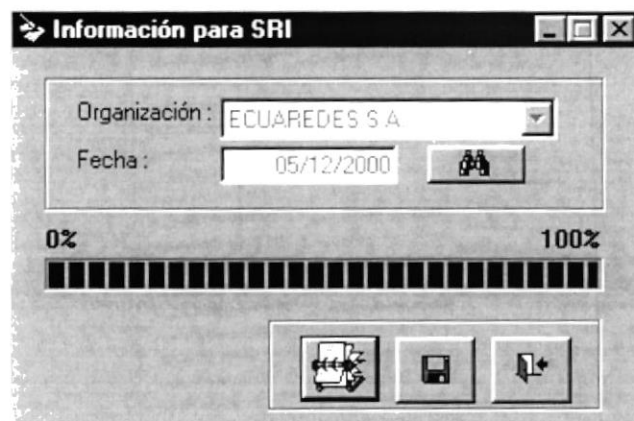 Información para SRI
Organización : ECUAREDES S.A.
Fecha : 05/12/2000
0% 100%